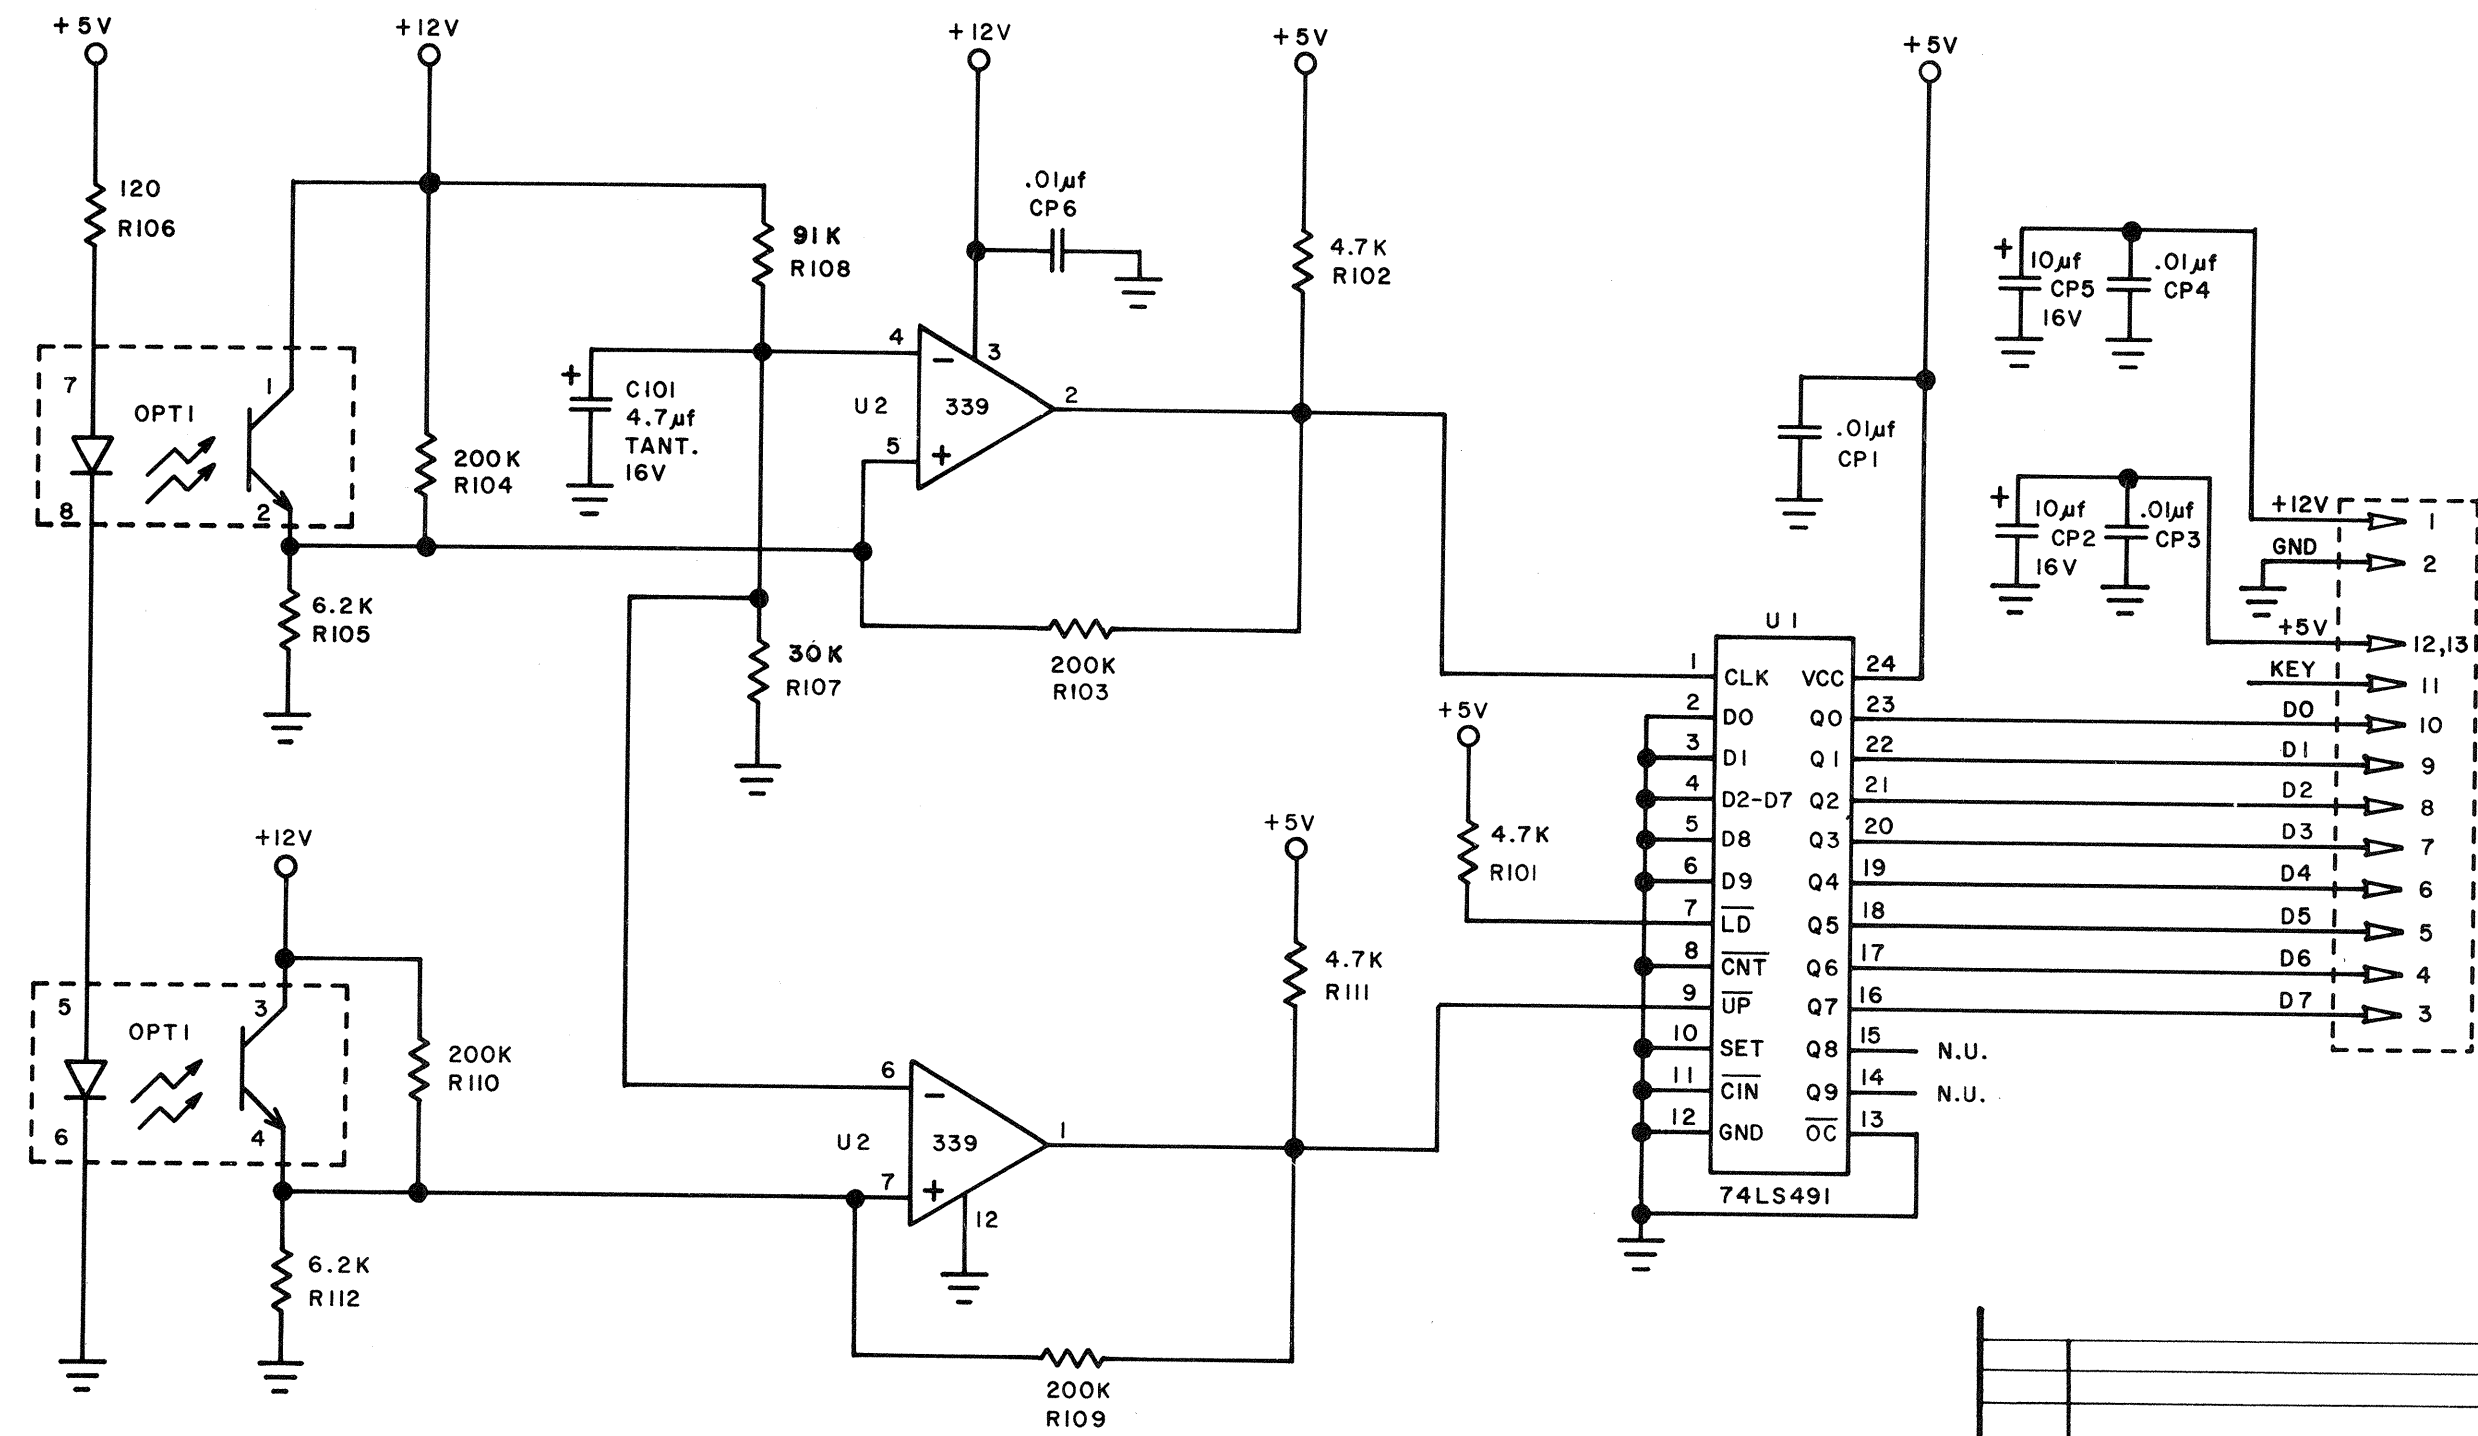 +5V
+12V
+12V
+5V
+5V
120
R106
91K
R108
.01µf
CP6
4.7K
R102
+
10µf
CP5
16V
.01µf
CP4
7
OPT1
1
8
2
200K
R104
+
C101
4.7µf
TANT.
16V
4
−
3
U2
339
2
5
+
.01µf
CP1
+
10µf
CP2
16V
.01µf
CP3
6.2K
R105
30K
R107
200K
R103
+12V 1
GND 2
+5V 12,13
KEY 11
D0 10
D1 9
D2 8
D3 7
D4 6
D5 5
D6 4
D7 3
U1
1 CLK VCC 24
2 D0 Q0 23
3 D1 Q1 22
4 D2-D7 Q2 21
5 D8 Q3 20
6 D9 Q4 19
7 LD Q5 18
8 CNT Q6 17
9 UP Q7 16
10 SET Q8 15 N.U.
11 CIN Q9 14 N.U.
12 GND OC 13
74LS491
+5V
4.7K
R101
+12V
+5V
4.7K
R111
5
OPT1
3
6
4
200K
R110
6
−
U2
339
1
7
+
12
6.2K
R112
200K
R109